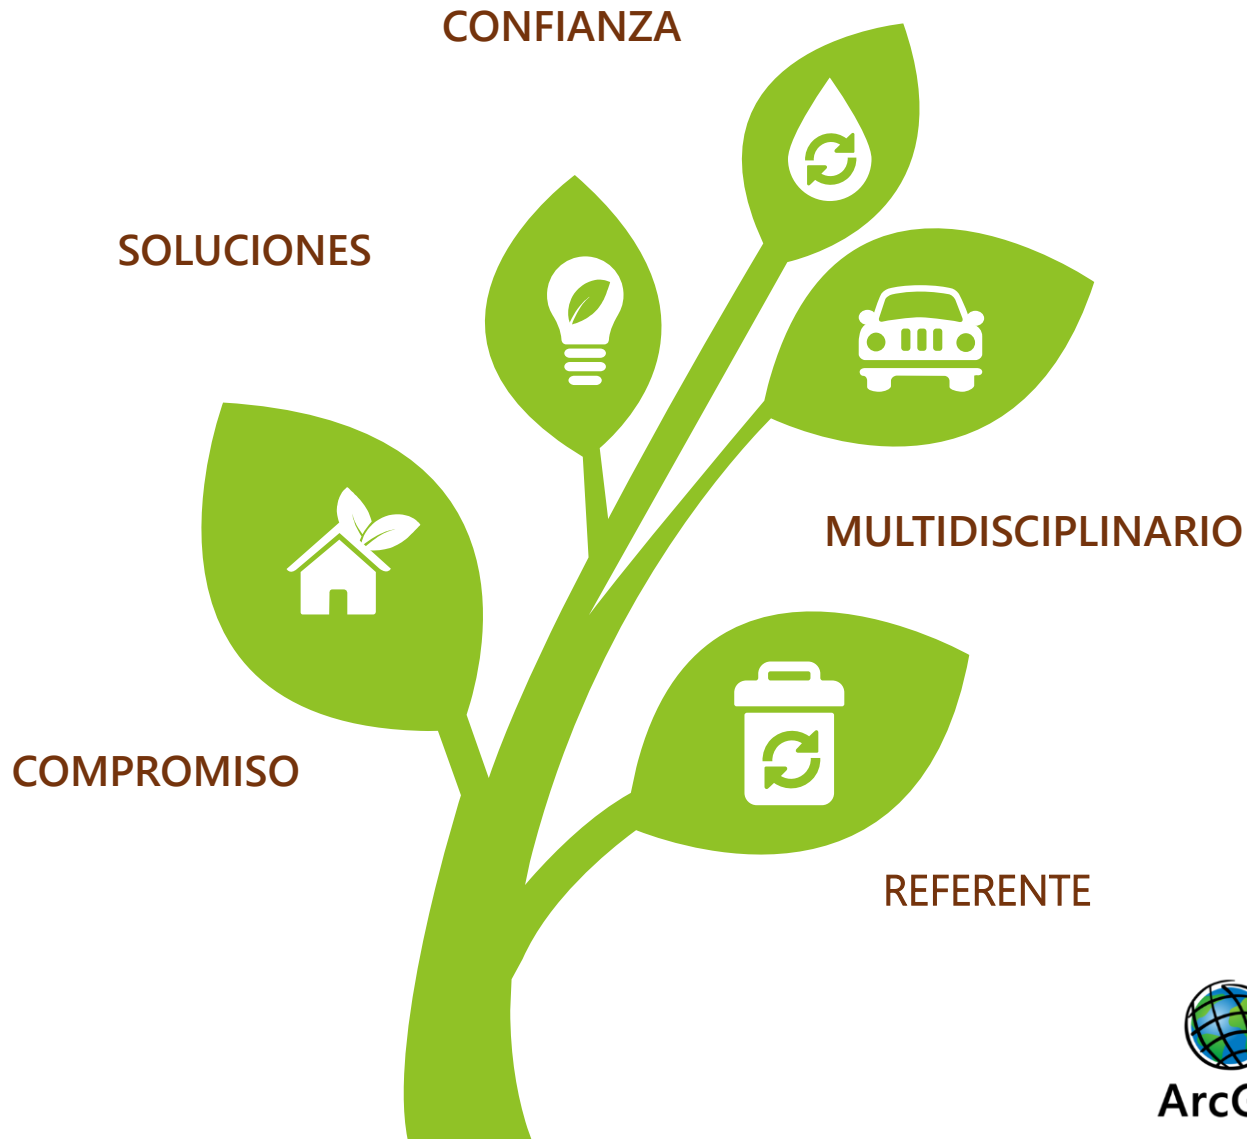 CONFIANZA
SOLUCIONES
MULTIDISCIPLINARIO
COMPROMISO
REFERENTE